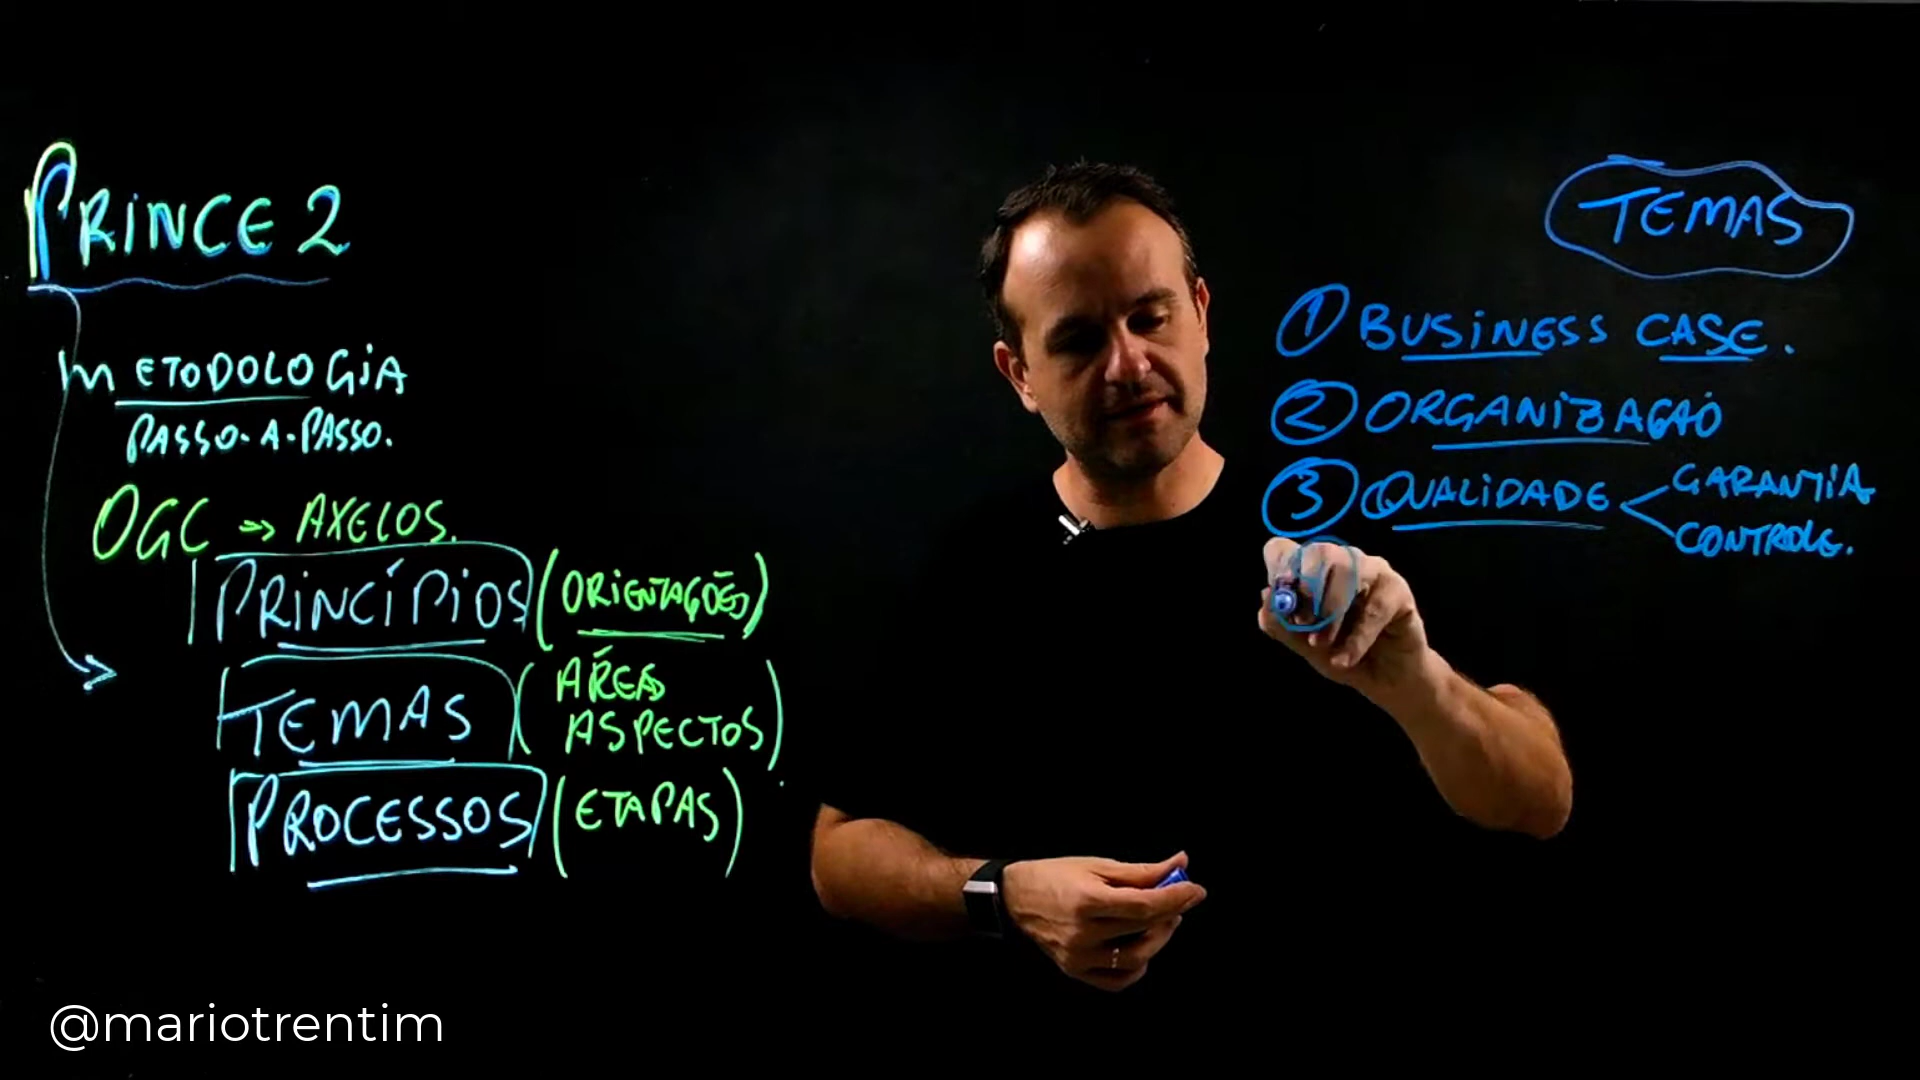 PRINCE 2
METODOLOGIA
PASSO-A-PASSO.
OGC → AXELOS.
PRINCÍPIOS (ORIENTAÇÕES)
TEMAS (ÁREAS
ASPECTOS)
PROCESSOS (ETAPAS)
TEMAS
1 BUSINESS CASE.
2 ORGANIZAÇÃO
3 QUALIDADE < GARANTIA
CONTROLE.
@mariotrentim